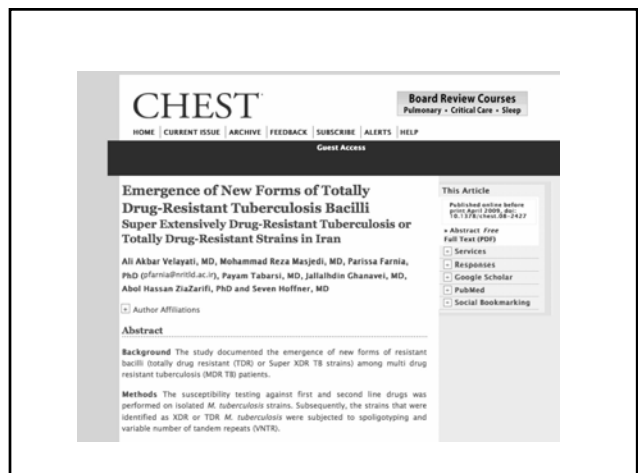 CHEST
Board Review Courses
Pulmonary • Critical Care • Sleep
HOME | CURRENT ISSUE | ARCHIVE | FEEDBACK | SUBSCRIBE | ALERTS | HELP
Guest Access
Emergence of New Forms of Totally
Drug-Resistant Tuberculosis Bacilli
Super Extensively Drug-Resistant Tuberculosis or
Totally Drug-Resistant Strains in Iran
Ali Akbar Velayati, MD, Mohammad Reza Masjedi, MD, Parissa Farnia,
PhD (pfarnia@nritld.ac.ir), Payam Tabarsi, MD, Jallalhdin Ghanavei, MD,
Abol Hassan ZiaZarifi, PhD and Seven Hoffner, MD
+ Author Affiliations
Abstract
Background The study documented the emergence of new forms of resistant
bacilli (totally drug resistant (TDR) or Super XDR TB strains) among multi drug
resistant tuberculosis (MDR TB) patients.
Methods The susceptibility testing against first and second line drugs was
performed on isolated M. tuberculosis strains. Subsequently, the strains that were
identified as XDR or TDR M. tuberculosis were subjected to spoligotyping and
variable number of tandem repeats (VNTR).
This Article
Published online before
print April 2009, doi:
10.1378/chest.08-2427
» Abstract Free
Full Text (PDF)
+ Services
+ Responses
+ Google Scholar
+ PubMed
+ Social Bookmarking